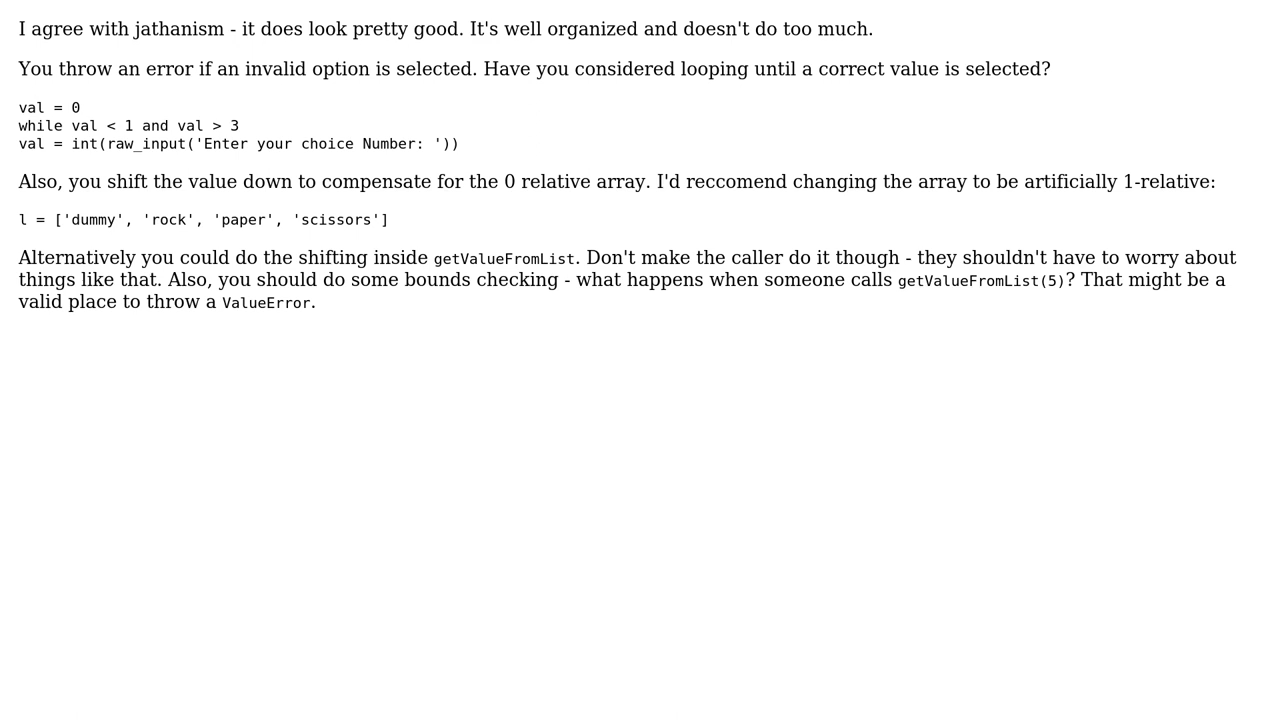 I agree with jathanism - it does look pretty good. It's well organized and doesn't do too much.
You throw an error if an invalid option is selected. Have you considered looping until a correct value is selected?
val = 0
while val < 1 and val > 3
val = int(raw_input('Enter your choice Number: '))
Also, you shift the value down to compensate for the 0 relative array. I'd reccomend changing the array to be artificially 1-relative:
l = ['dummy', 'rock', 'paper', 'scissors']
Alternatively you could do the shifting inside getValueFromList. Don't make the caller do it though - they shouldn't have to worry about
things like that. Also, you should do some bounds checking - what happens when someone calls getValueFromList(5)? That might be a
valid place to throw a ValueError.